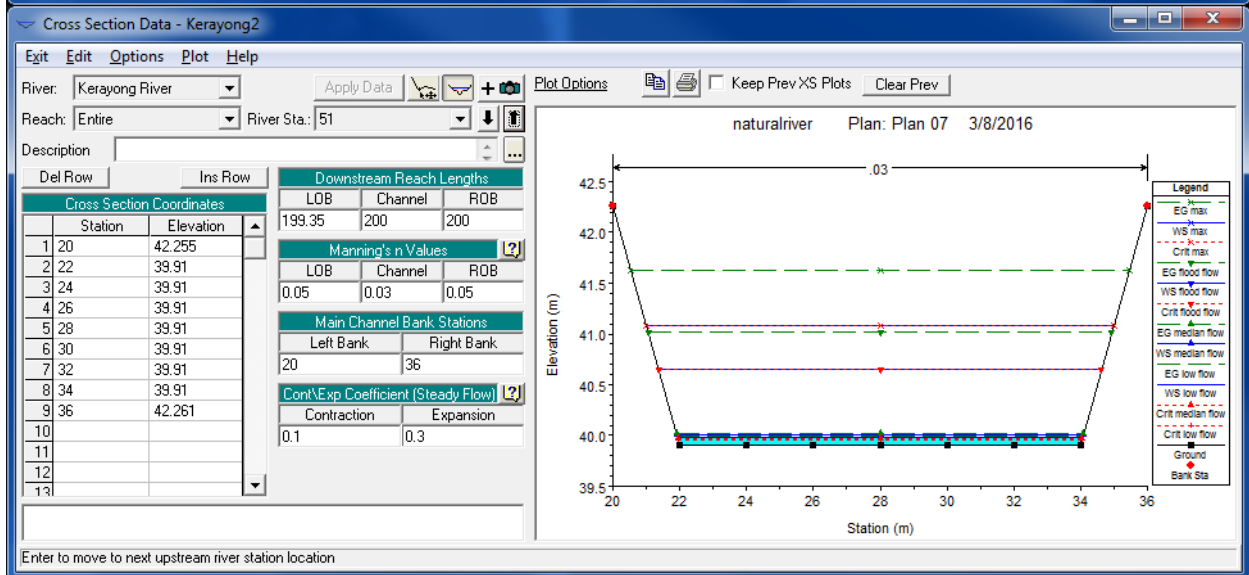 Cross Section Data - Kerayong2
Exit Edit Options Plot Help
River: Kerayong River Apply Data Plot Options Keep Prev XS Plots Clear Prev
Reach: Entire River Sta.: 51
Description ...
Del Row Ins Row
Cross Section Coordinates
Station Elevation
1 20 42.255
2 22 39.91
3 24 39.91
4 26 39.91
5 28 39.91
6 30 39.91
7 32 39.91
8 34 39.91
9 36 42.261
10
11
12
13
Downstream Reach Lengths
LOB Channel ROB
199.35 200 200
Manning's n Values
LOB Channel ROB
0.05 0.03 0.05
Main Channel Bank Stations
Left Bank Right Bank
20 36
Cont\Exp Coefficient (Steady Flow)
Contraction Expansion
0.1 0.3
naturalriver Plan: Plan 07 3/8/2016
.03
42.5
42.0
41.5
41.0
40.5
40.0
39.5
Elevation (m)
20 22 24 26 28 30 32 34 36
Station (m)
Legend
EG max
WS max
Crit max
EG flood flow
WS flood flow
Crit flood flow
EG median flow
WS median flow
EG low flow
WS low flow
Crit median flow
Crit low flow
Ground
Bank Sta
Enter to move to next upstream river station location